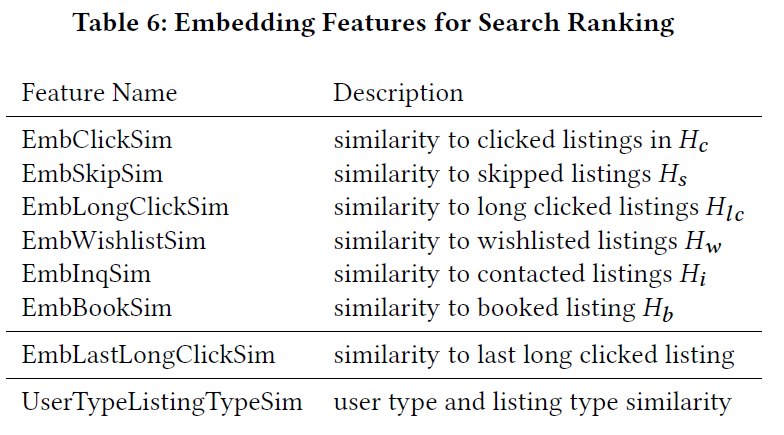 Table 6: Embedding Features for Search Ranking
Feature Name Description
EmbClickSim similarity to clicked listings in H_c
EmbSkipSim similarity to skipped listings H_s
EmbLongClickSim similarity to long clicked listings H_lc
EmbWishlistSim similarity to wishlisted listings H_w
EmbInqSim similarity to contacted listings H_i
EmbBookSim similarity to booked listing H_b
EmbLastLongClickSim similarity to last long clicked listing
UserTypeListingTypeSim user type and listing type similarity